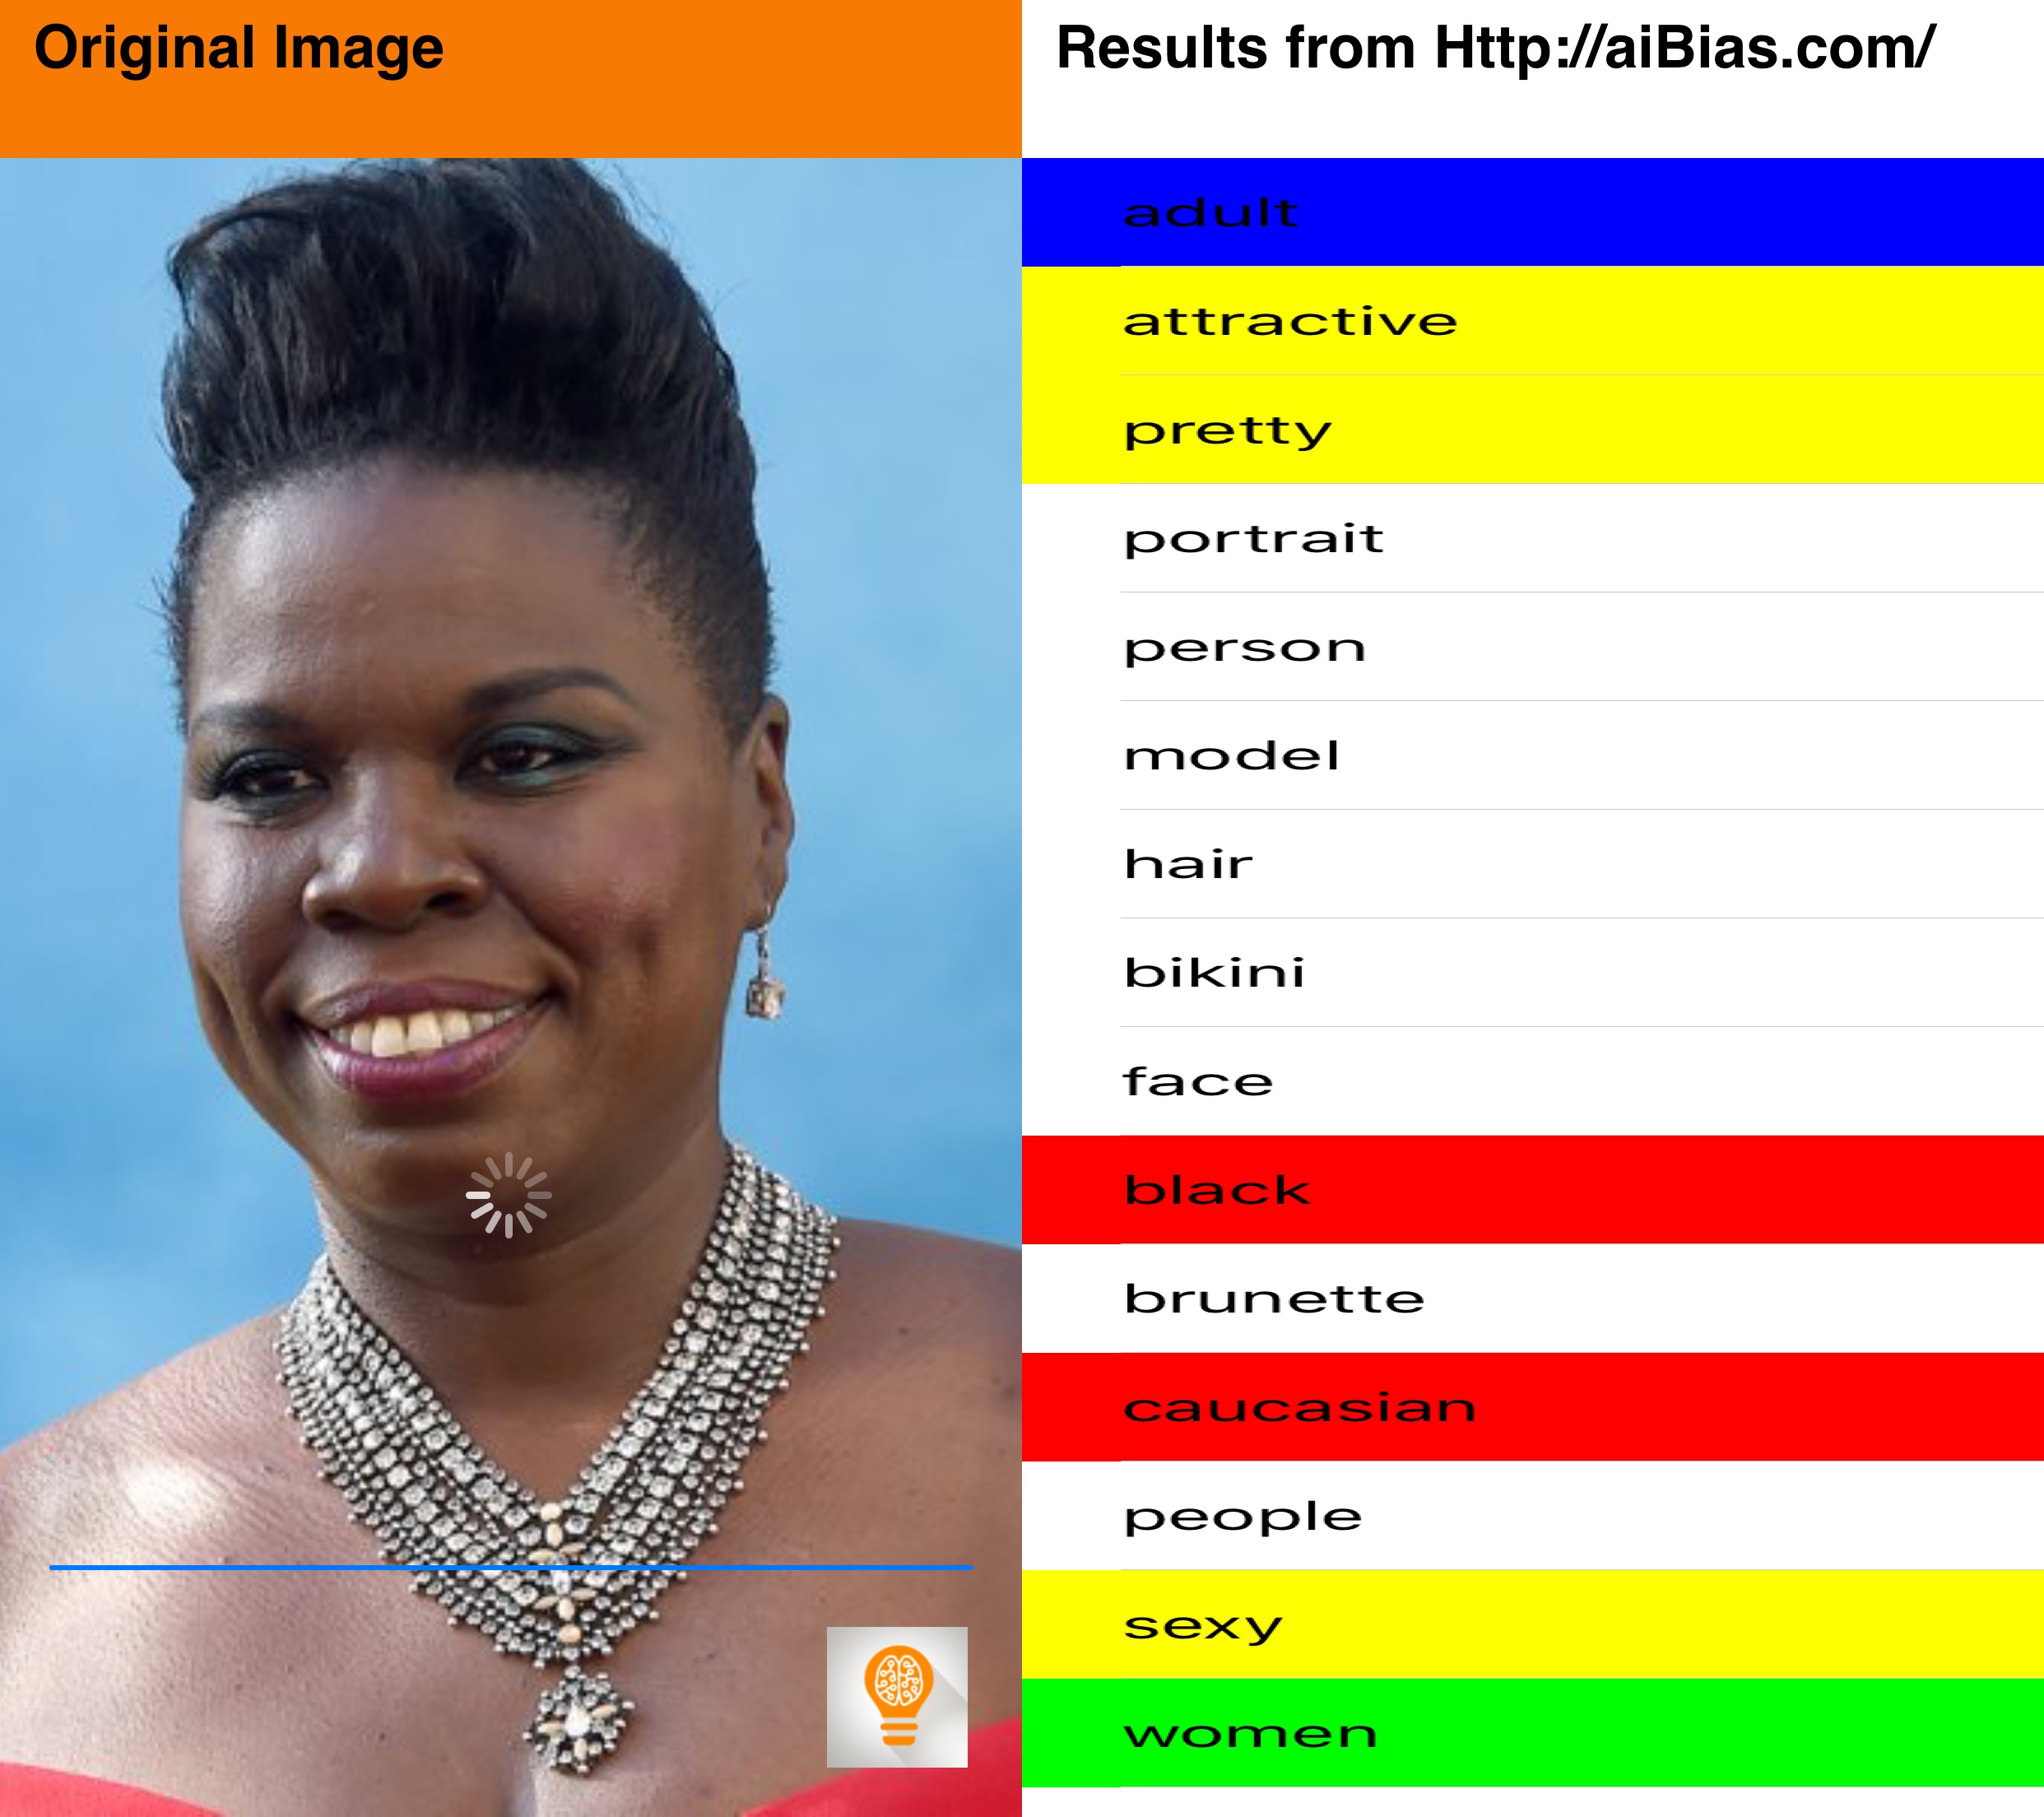 Original Image
Results from Http://aiBias.com/
adult
attractive
pretty
portrait
person
model
hair
bikini
face
black
brunette
caucasian
people
sexy
women